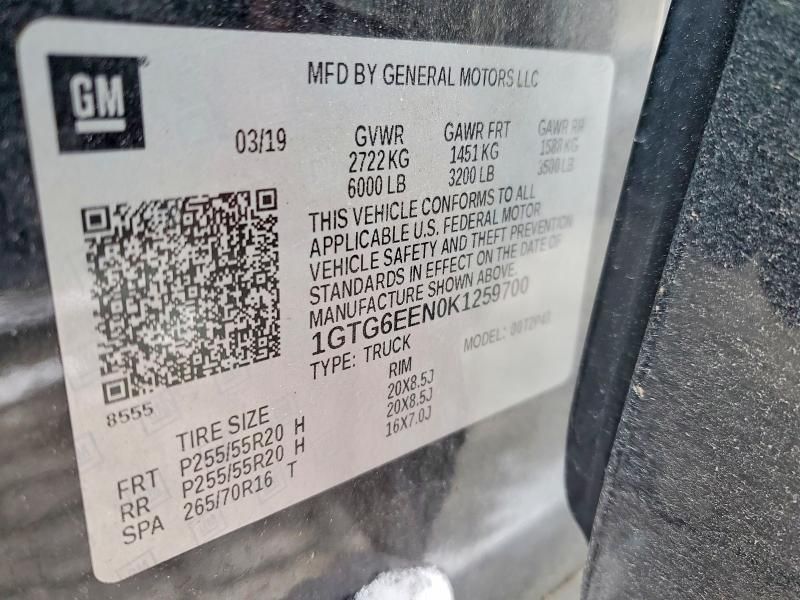 GM
MFD BY GENERAL MOTORS LLC
03/19
GVWR GAWR FRT GAWR RR
2722 KG 1451 KG 1588 KG
6000 LB 3200 LB 3500 LB
THIS VEHICLE CONFORMS TO ALL
APPLICABLE U.S. FEDERAL MOTOR
VEHICLE SAFETY AND THEFT PREVENTION
STANDARDS IN EFFECT ON THE DATE OF
MANUFACTURE SHOWN ABOVE.
1GTG6EEN0K1259700
TYPE: TRUCK MODEL:
8555
TIRE SIZE RIM
FRT P255/55R20 H 20X8.5J
RR P255/55R20 H 20X8.5J
SPA 265/70R16 T 16X7.0J